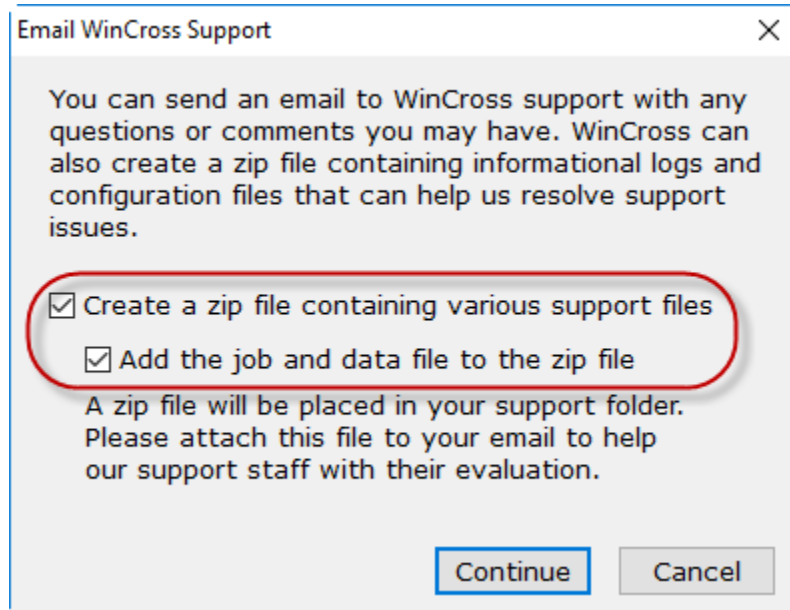 Email WinCross Support
You can send an email to WinCross support with any
questions or comments you may have. WinCross can
also create a zip file containing informational logs and
configuration files that can help us resolve support
issues.
Create a zip file containing various support files
Add the job and data file to the zip file
A zip file will be placed in your support folder.
Please attach this file to your email to help
our support staff with their evaluation.
Continue Cancel